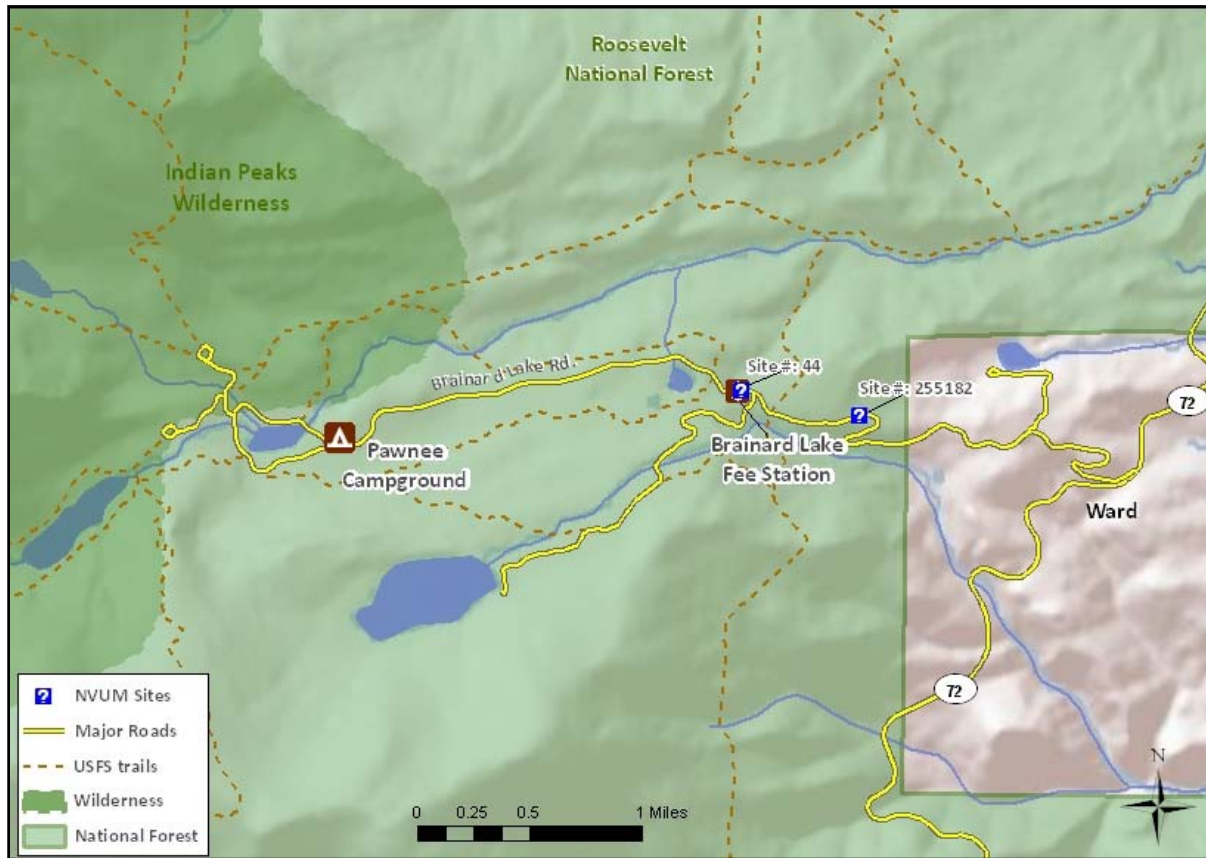 Roosevelt
National Forest
Indian Peaks
Wilderness
Brainard Lake Rd.
Site#: 44
Site#: 255182
72
Pawnee
Campground
Brainard Lake
Fee Station
Ward
72
? NVUM Sites
Major Roads
USFS trails
Wilderness
National Forest
0 0.25 0.5 1 Miles
N